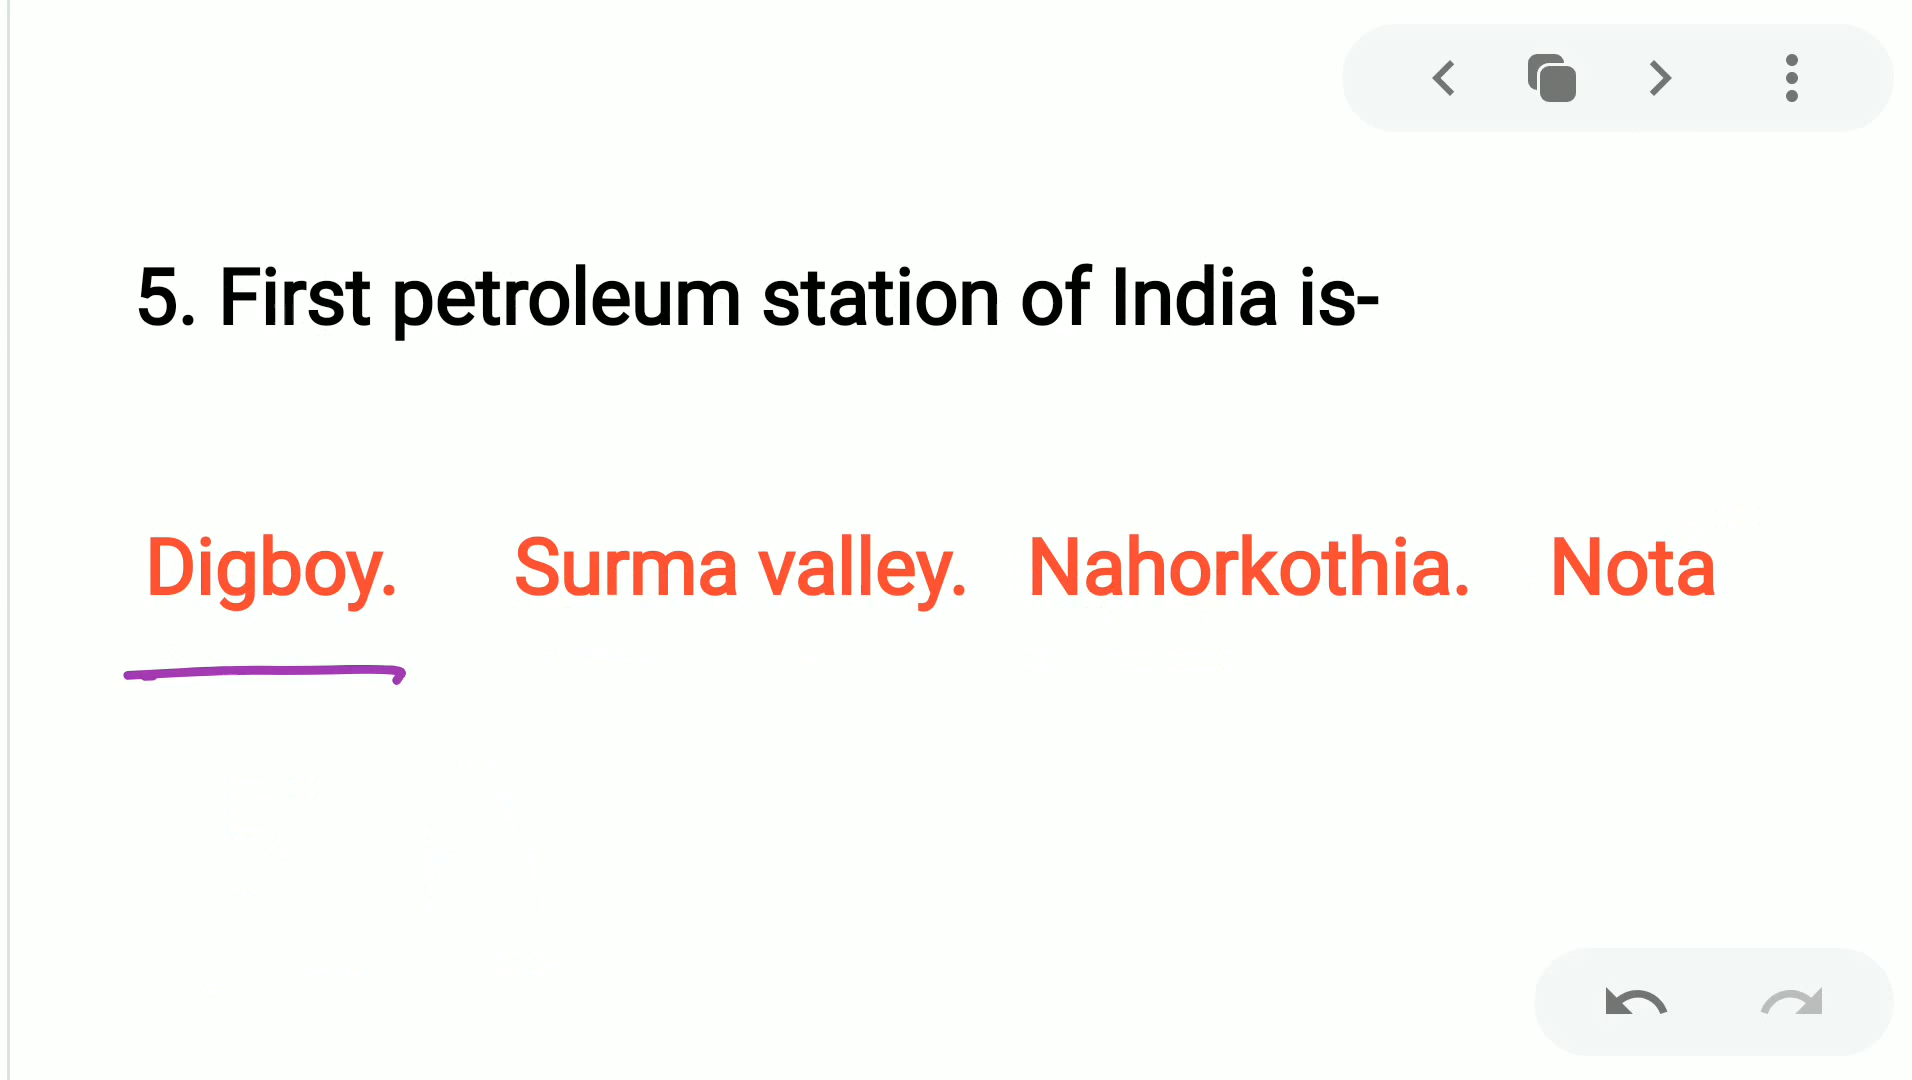 5. First petroleum station of India is-
Digboy. Surma valley. Nahorkothia. Nota